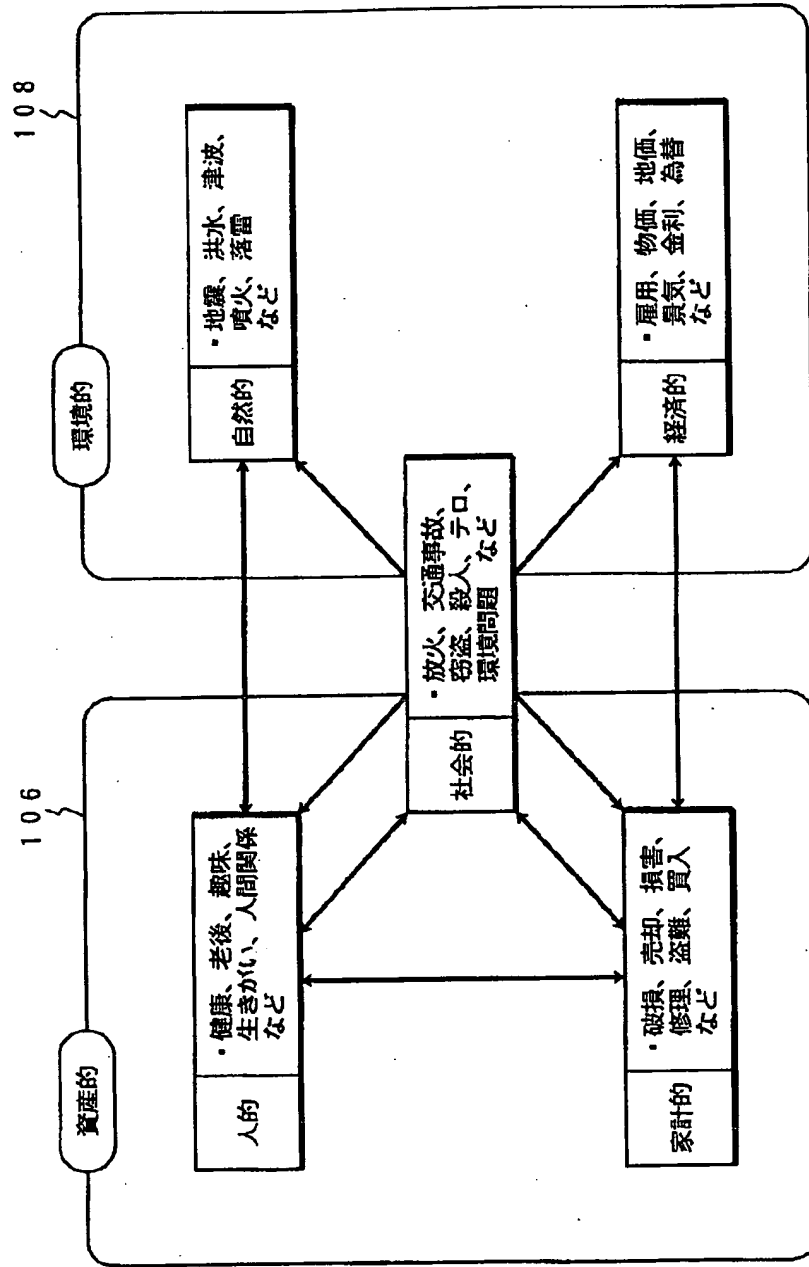 106
資産的
人的
・健康、老後、趣味、
生きがい、人間関係
など
家計的
・破損、売却、損害、
修理、盗難、買入
など
社会的
・放火、交通事故、
窃盗、殺人、テロ、
環境問題　など
108
環境的
自然的
・地震、洪水、津波、
噴火、落雷
など
経済的
・雇用、物価、地価、
景気、金利、為替
など